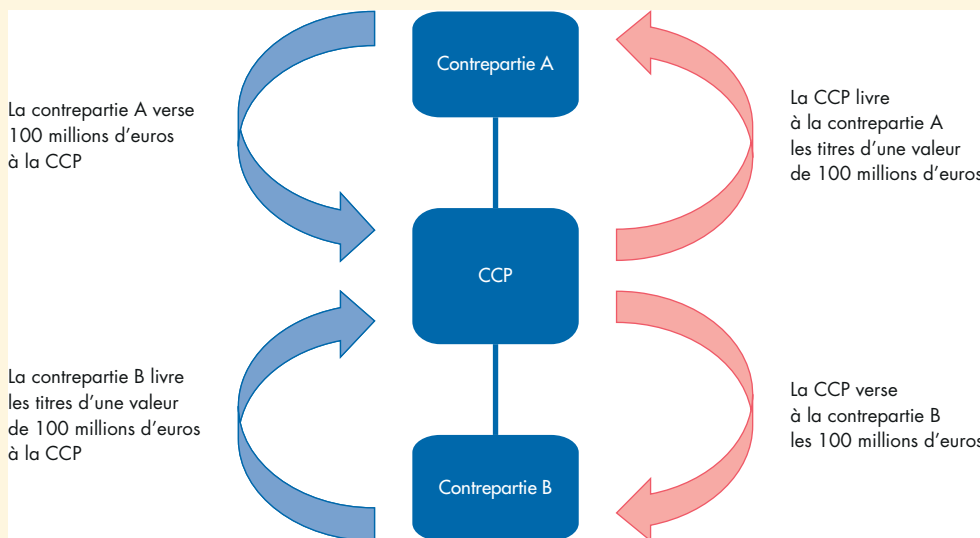 Contrepartie A
La contrepartie A verse
100 millions d'euros
à la CCP
La CCP livre
à la contrepartie A
les titres d'une valeur
de 100 millions d'euros
CCP
La contrepartie B livre
les titres d'une valeur
de 100 millions d'euros
à la CCP
La CCP verse
à la contrepartie B
les 100 millions d'euros
Contrepartie B